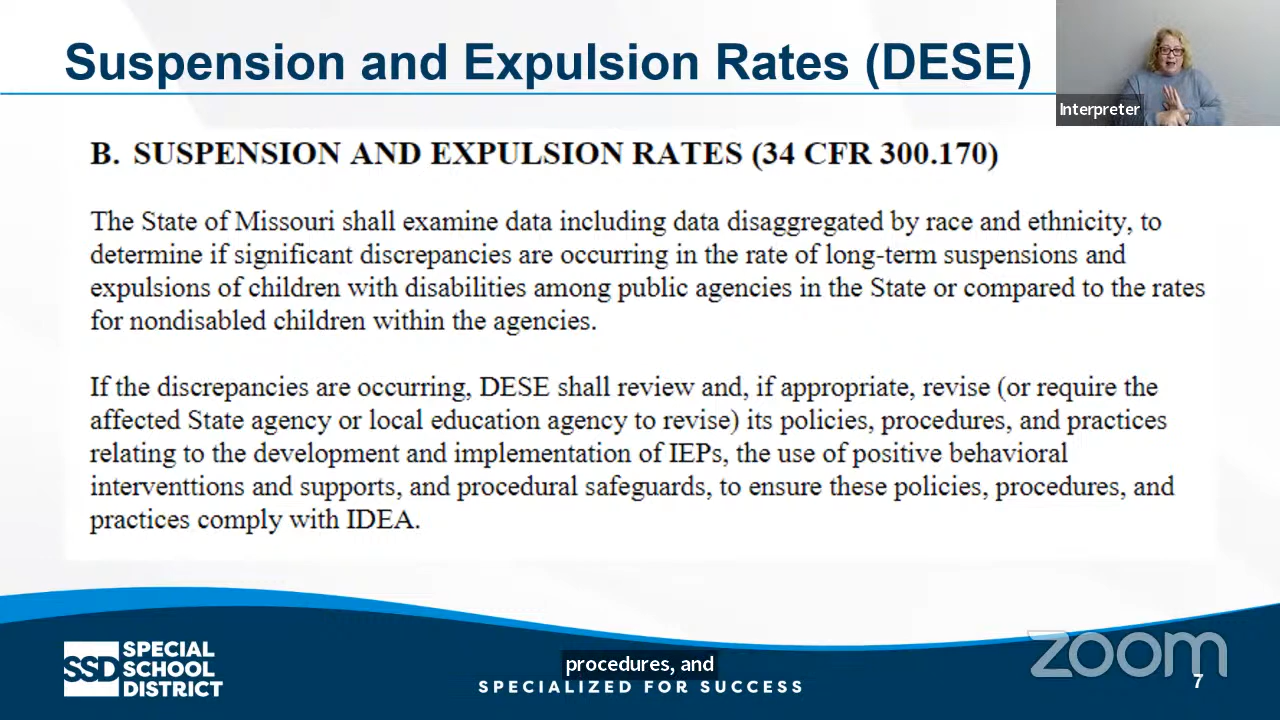 Suspension and Expulsion Rates (DESE)
Interpreter
B. SUSPENSION AND EXPULSION RATES (34 CFR 300.170)
The State of Missouri shall examine data including data disaggregated by race and ethnicity, to
determine if significant discrepancies are occurring in the rate of long-term suspensions and
expulsions of children with disabilities among public agencies in the State or compared to the rates
for nondisabled children within the agencies.
If the discrepancies are occurring, DESE shall review and, if appropriate, revise (or require the
affected State agency or local education agency to revise) its policies, procedures, and practices
relating to the development and implementation of IEPs, the use of positive behavioral
interventtions and supports, and procedural safeguards, to ensure these policies, procedures, and
practices comply with IDEA.
SSD
SPECIAL
SCHOOL
DISTRICT
procedures, and
SPECIALIZED FOR SUCCESS
zoom
7